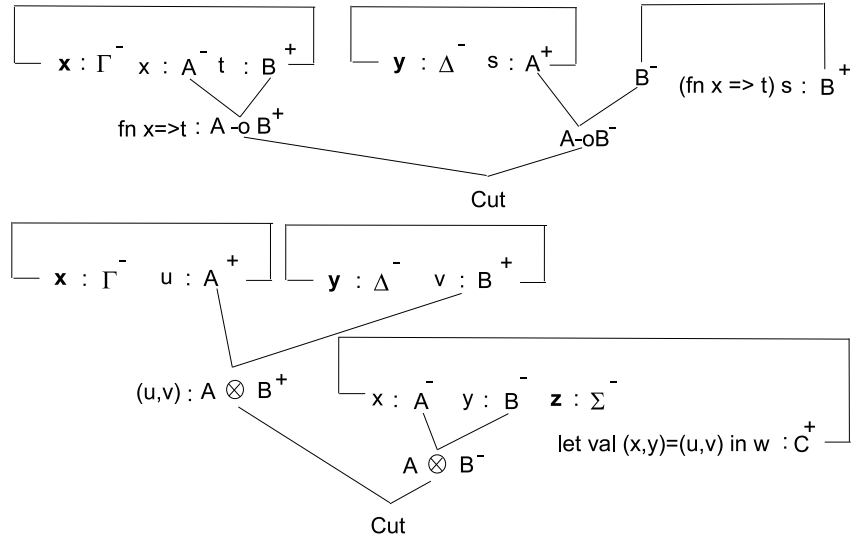 x : Γ⁻ x : A⁻ t : B⁺ y : Δ⁻ s : A⁺ B⁻ (fn x => t) s : B⁺
fn x=>t : A -o B⁺ A-oB⁻
Cut
x : Γ⁻ u : A⁺ y : Δ⁻ v : B⁺
(u,v) : A ⊗ B⁺ x : A⁻ y : B⁻ z : Σ⁻
let val (x,y)=(u,v) in w : C⁺
A ⊗ B⁻
Cut